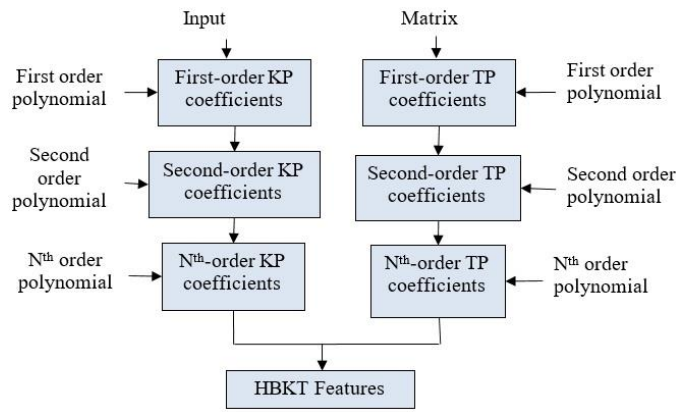 Input
Matrix
First order
polynomial
First-order KP
coefficients
First-order TP
coefficients
First order
polynomial
Second
order
polynomial
Second-order KP
coefficients
Second-order TP
coefficients
Second order
polynomial
Nth order
polynomial
Nth-order KP
coefficients
Nth-order TP
coefficients
Nth order
polynomial
HBKT Features